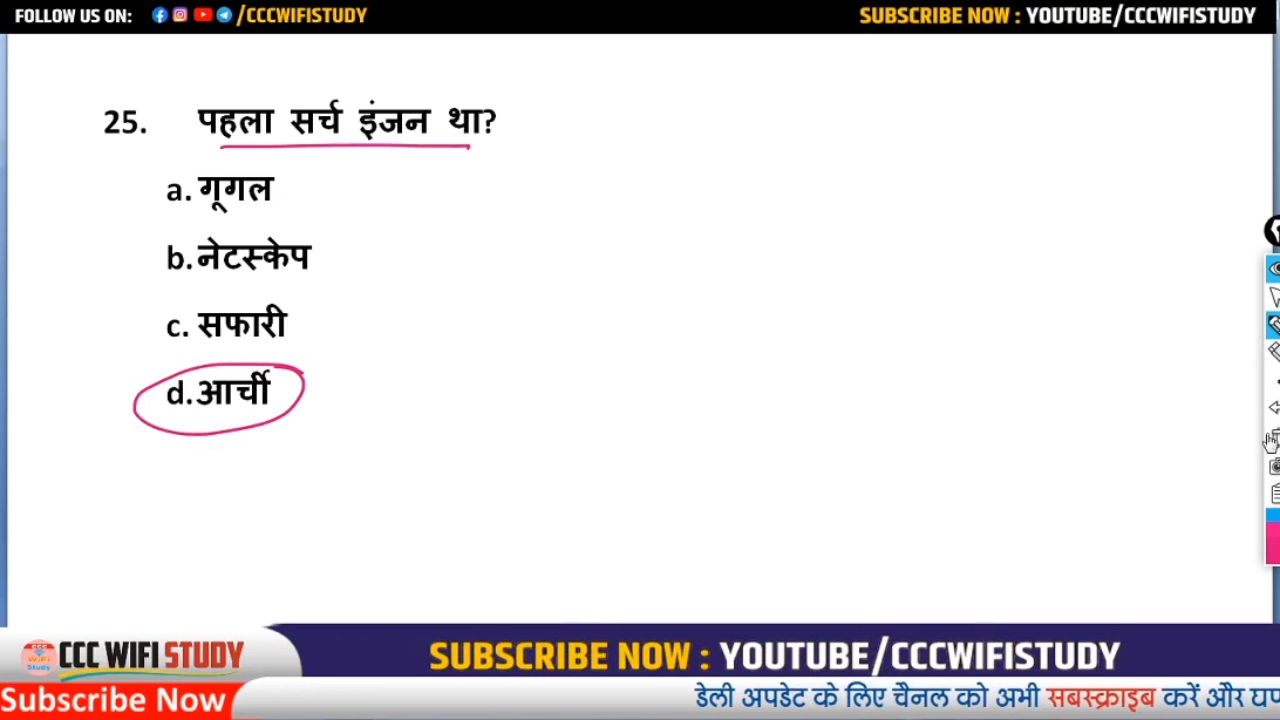 FOLLOW US ON: /CCCWIFISTUDY
SUBSCRIBE NOW : YOUTUBE/CCCWIFISTUDY
25. पहला सर्च इंजन था?
a. गूगल
b. नेटस्केप
c. सफारी
d. आर्ची
CCC WIFI STUDY
SUBSCRIBE NOW : YOUTUBE/CCCWIFISTUDY
Subscribe Now
डेली अपडेट के लिए चैनल को अभी सबस्क्राइब करें और